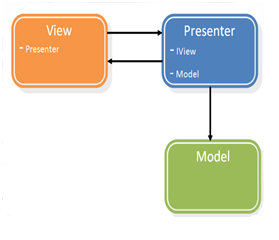 View
- Presenter
Presenter
- IView
- Model
Model